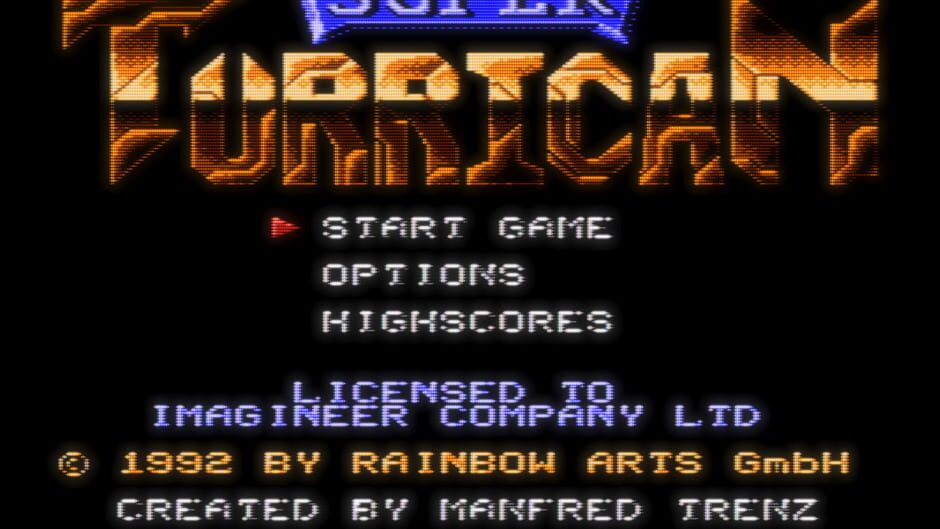 SUPER
TURRICAN
START GAME
OPTIONS
HIGHSCORES
LICENSED TO
IMAGINEER COMPANY LTD
© 1992 BY RAINBOW ARTS GmbH
CREATED BY MANFRED TRENZ